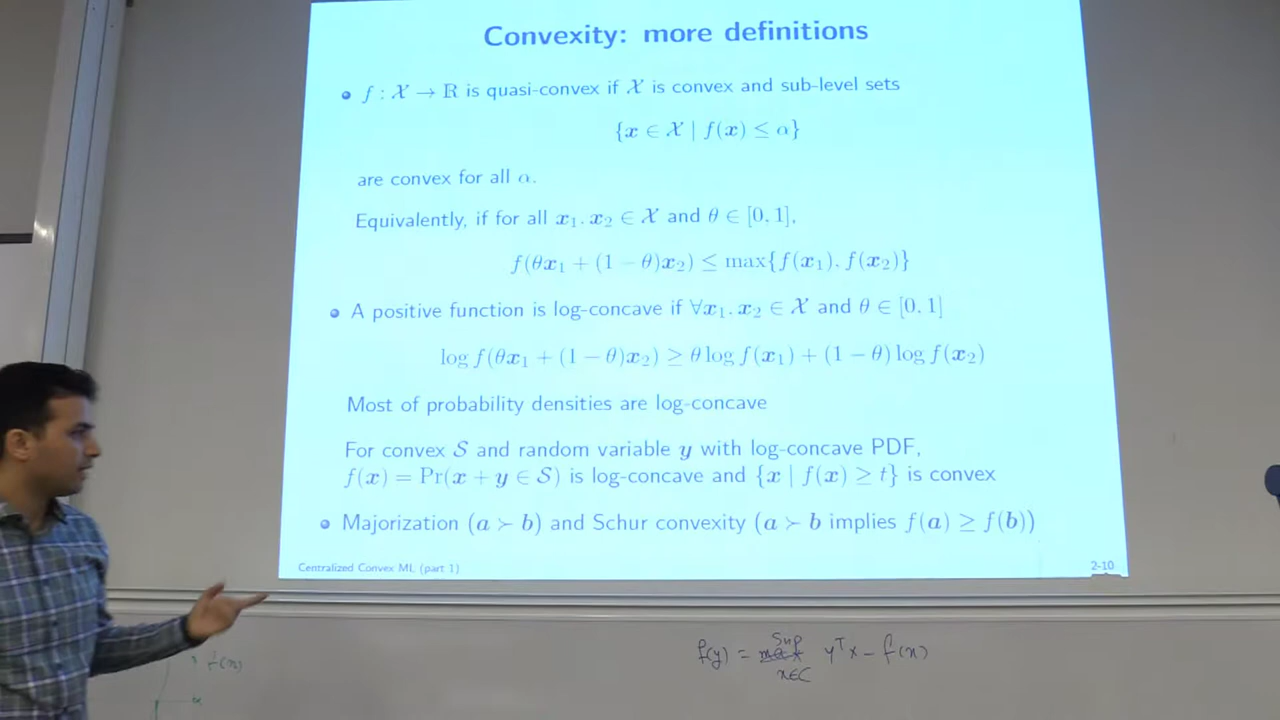 Convexity: more definitions
• f : 𝒳 → ℝ is quasi-convex if 𝒳 is convex and sub-level sets
{x ∈ 𝒳 | f(x) ≤ α}
are convex for all α.
Equivalently, if for all x₁, x₂ ∈ 𝒳 and θ ∈ [0, 1],
f(θx₁ + (1 − θ)x₂) ≤ max{f(x₁), f(x₂)}
• A positive function is log-concave if ∀x₁, x₂ ∈ 𝒳 and θ ∈ [0, 1]
log f(θx₁ + (1 − θ)x₂) ≥ θ log f(x₁) + (1 − θ) log f(x₂)
Most of probability densities are log-concave
For convex 𝒮 and random variable y with log-concave PDF,
f(x) = Pr(x + y ∈ 𝒮) is log-concave and {x | f(x) ≥ t} is convex
• Majorization (a ≻ b) and Schur convexity (a ≻ b implies f(a) ≥ f(b))
Centralized Convex ML (part 1)
2-10
Sup
f(y) = yᵀx − f(x)
x∈C
f(x)